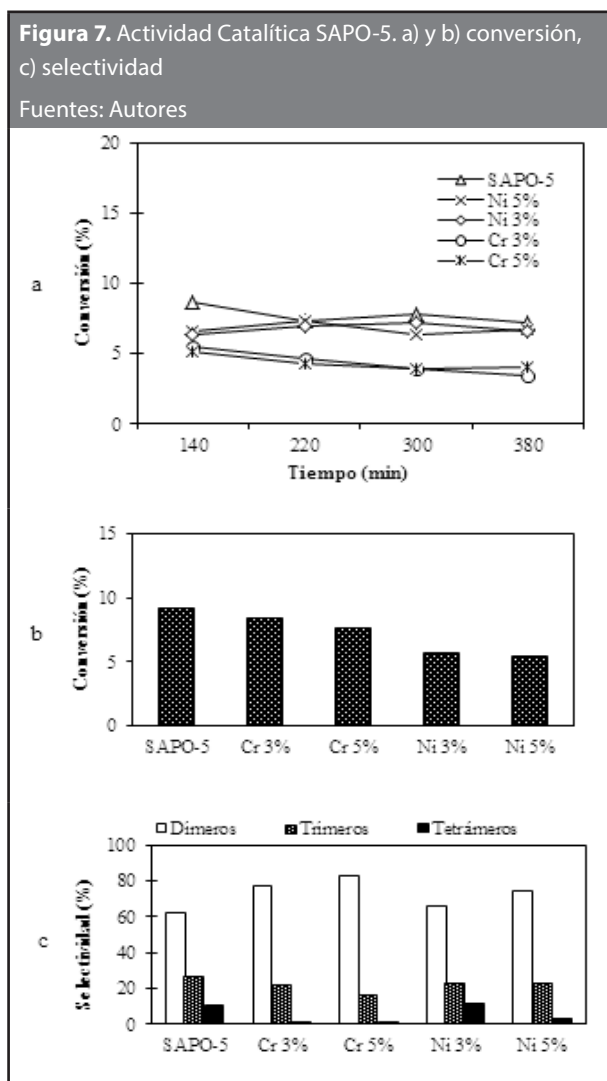 Figura 7. Actividad Catalítica SAPO-5. a) y b) conversión,
c) selectividad
Fuentes: Autores
a
Conversión (%)
20
15
10
5
0
SAPO-5
Ni 5%
Ni 3%
Cr 3%
Cr 5%
140 220 300 380
Tiempo (min)
b
Conversión (%)
15
10
5
0
SAPO-5 Cr 3% Cr 5% Ni 3% Ni 5%
c
Dímeros Trímeros Tetrámeros
Selectividad (%)
100
80
60
40
20
0
SAPO-5 Cr 3% Cr 5% Ni 3% Ni 5%